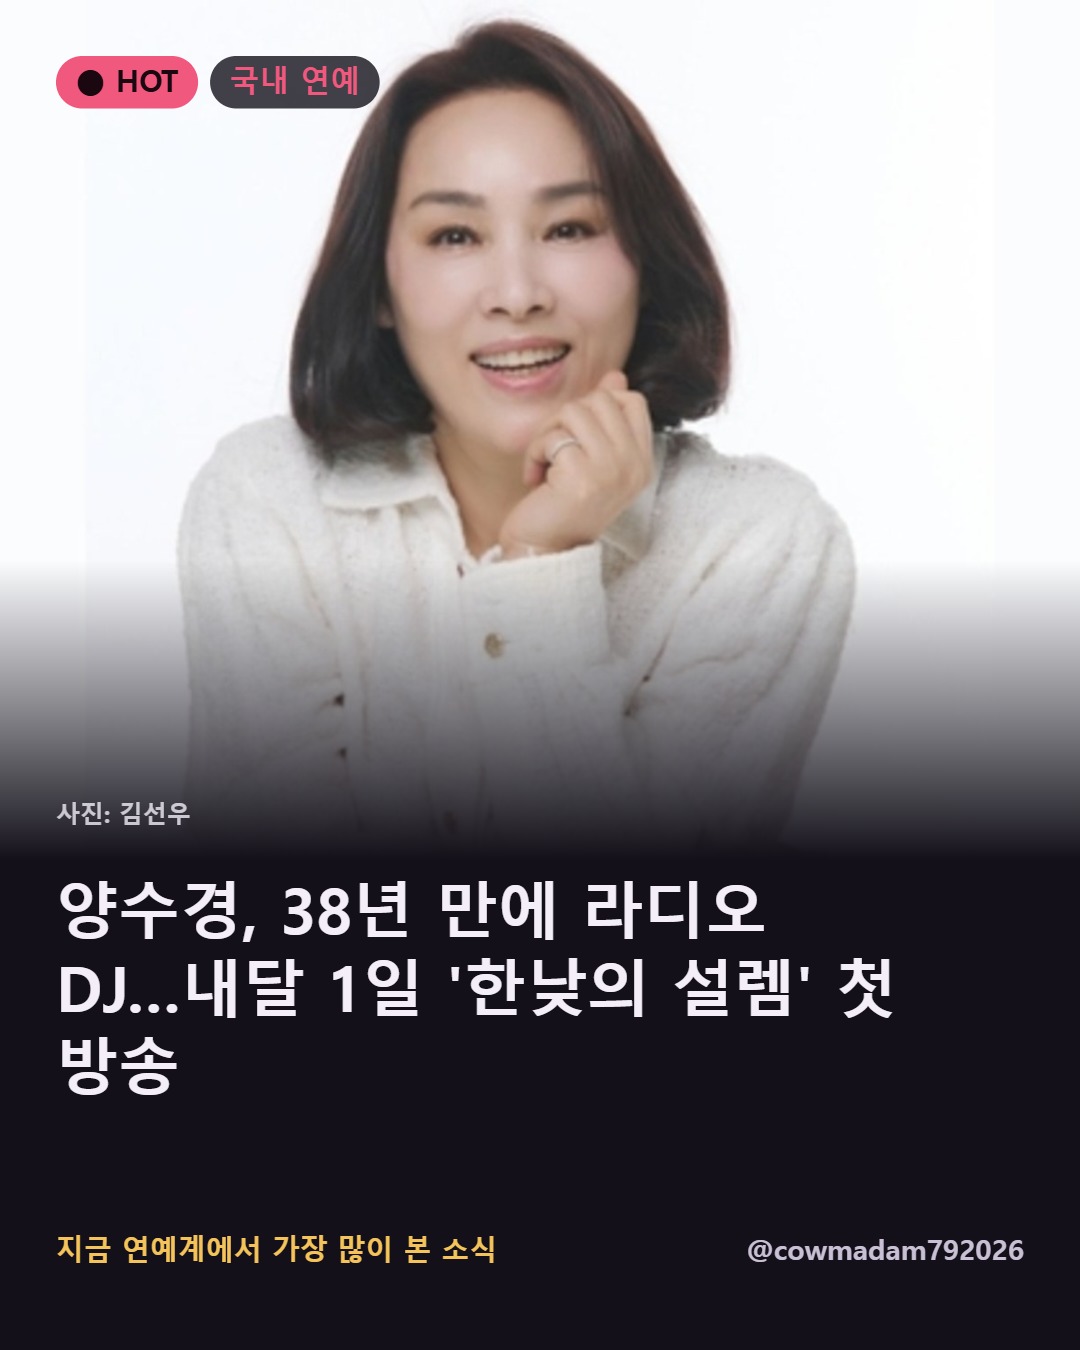 ● HOT
국내 연예
사진: 김선우
양수경, 38년 만에 라디오
DJ...내달 1일 '한낮의 설렘' 첫
방송
지금 연예계에서 가장 많이 본 소식
@cowmadam792026